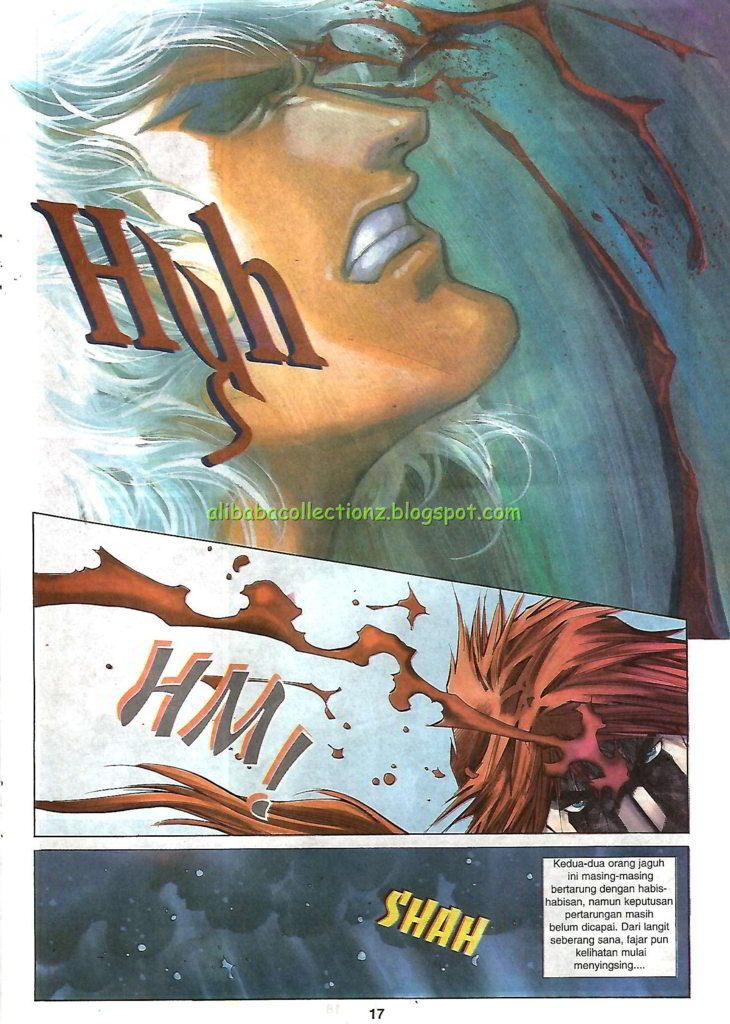 Hyh
alibabacollectionz.blogspot.com
HM!
SHAH
Kedua-dua orang jaguh
ini masing-masing
bertarung dengan habis-
habisan, namun keputusan
pertarungan masih
belum dicapai. Dari langit
seberang sana, fajar pun
kelihatan mulai
menyingsing....
17